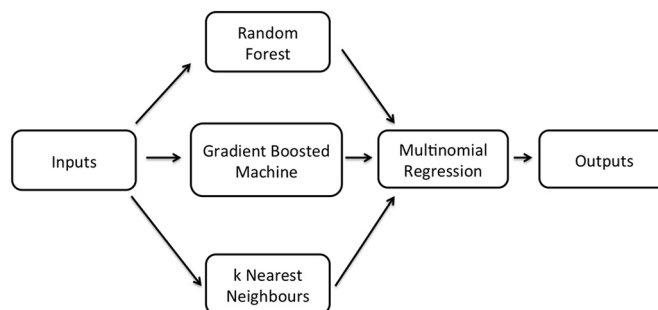 Random
Forest
Inputs
Gradient Boosted
Machine
Multinomial
Regression
Outputs
k Nearest
Neighbours